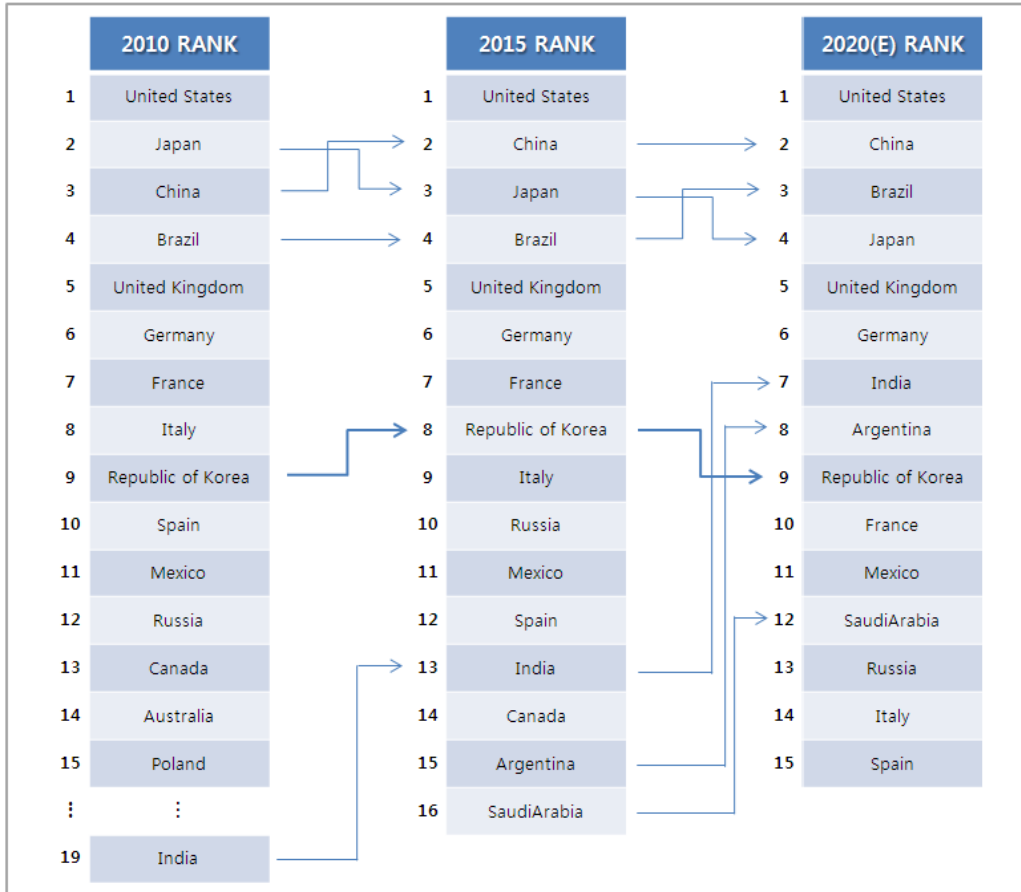 2010 RANK 2015 RANK 2020(E) RANK
1 United States 1 United States 1 United States
2 Japan 2 China 2 China
3 China 3 Japan 3 Brazil
4 Brazil 4 Brazil 4 Japan
5 United Kingdom 5 United Kingdom 5 United Kingdom
6 Germany 6 Germany 6 Germany
7 France 7 France 7 India
8 Italy 8 Republic of Korea 8 Argentina
9 Republic of Korea 9 Italy 9 Republic of Korea
10 Spain 10 Russia 10 France
11 Mexico 11 Mexico 11 Mexico
12 Russia 12 Spain 12 SaudiArabia
13 Canada 13 India 13 Russia
14 Australia 14 Canada 14 Italy
15 Poland 15 Argentina 15 Spain
⋮ ⋮ 16 SaudiArabia
19 India